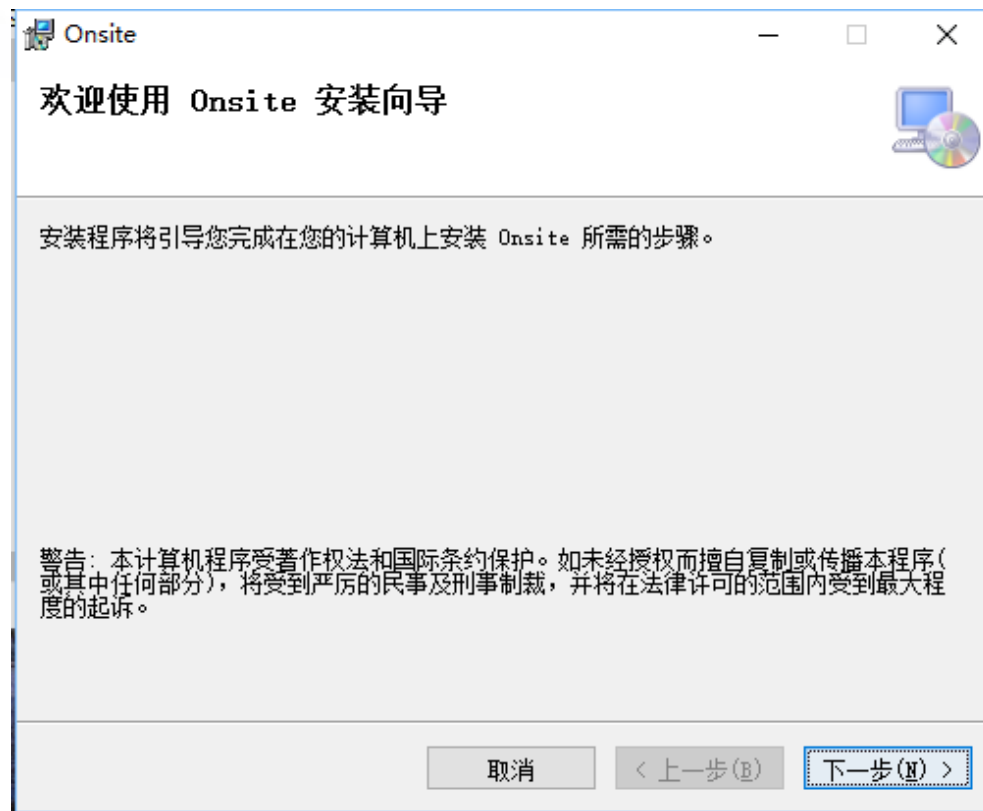 Onsite
欢迎使用 Onsite 安装向导
安装程序将引导您完成在您的计算机上安装 Onsite 所需的步骤。
警告: 本计算机程序受著作权法和国际条约保护。如未经授权而擅自复制或传播本程序(
或其中任何部分)，将受到严厉的民事及刑事制裁，并将在法律许可的范围内受到最大程
度的起诉。
取消
< 上一步(B)
下一步(N) >